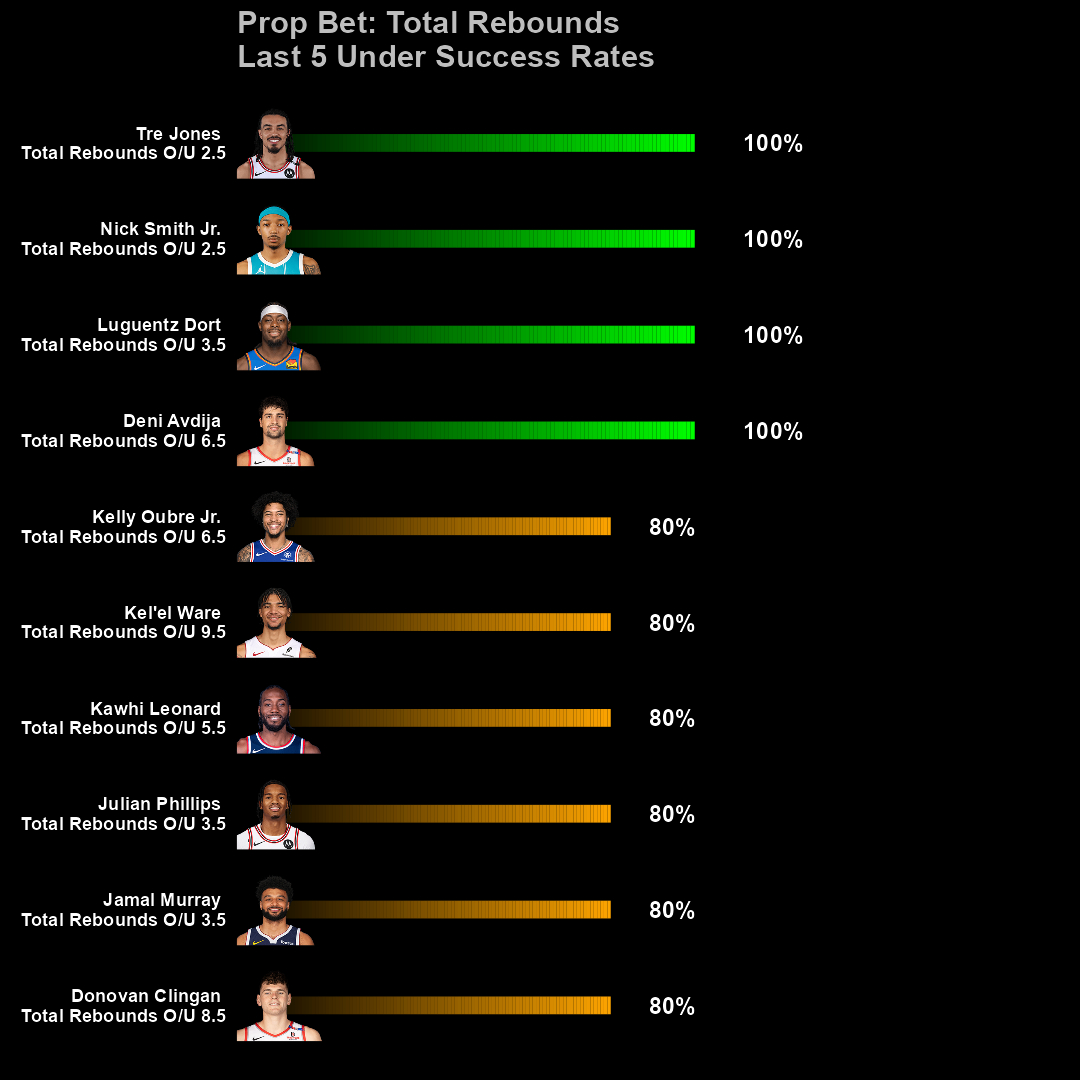 Prop Bet: Total Rebounds
Last 5 Under Success Rates
Tre Jones
Total Rebounds O/U 2.5
100%
Nick Smith Jr.
Total Rebounds O/U 2.5
100%
Luguentz Dort
Total Rebounds O/U 3.5
100%
Deni Avdija
Total Rebounds O/U 6.5
100%
Kelly Oubre Jr.
Total Rebounds O/U 6.5
80%
Kel'el Ware
Total Rebounds O/U 9.5
80%
Kawhi Leonard
Total Rebounds O/U 5.5
80%
Julian Phillips
Total Rebounds O/U 3.5
80%
Jamal Murray
Total Rebounds O/U 3.5
80%
Donovan Clingan
Total Rebounds O/U 8.5
80%